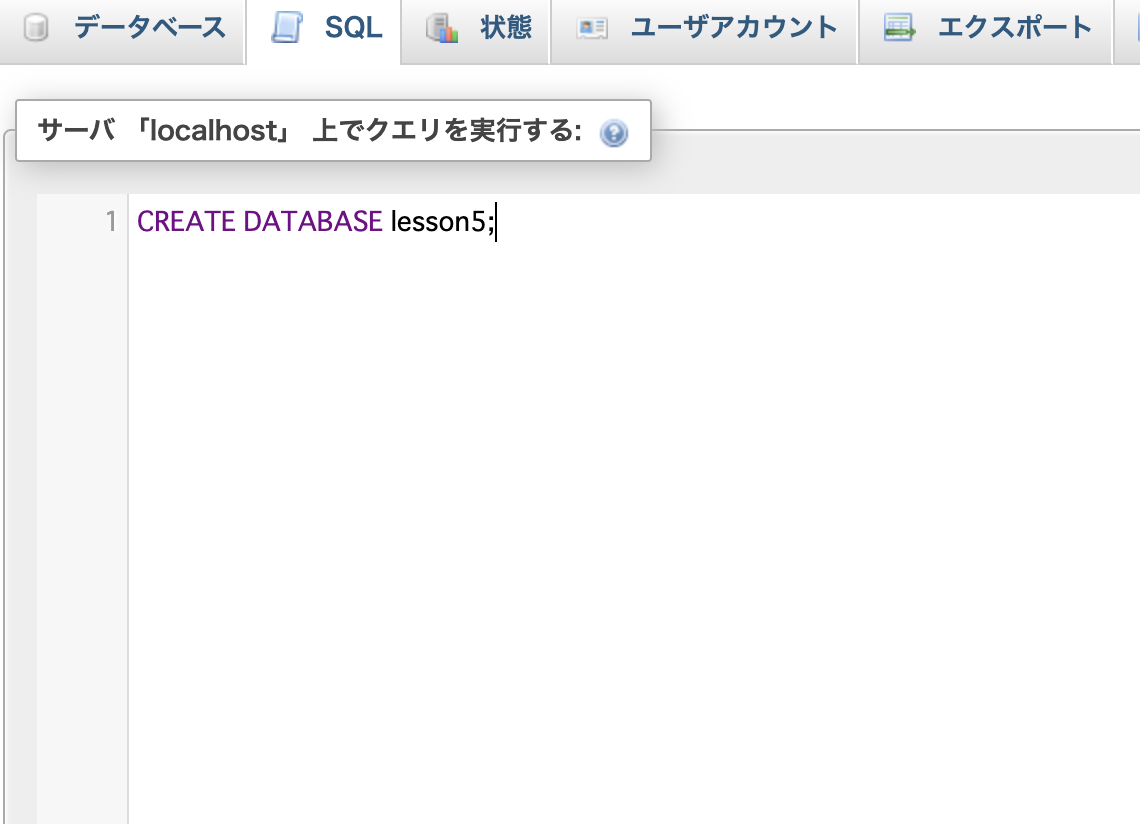 データベース SQL 状態 ユーザアカウント エクスポート
サーバ 「localhost」 上でクエリを実行する:
1 CREATE DATABASE lesson5;